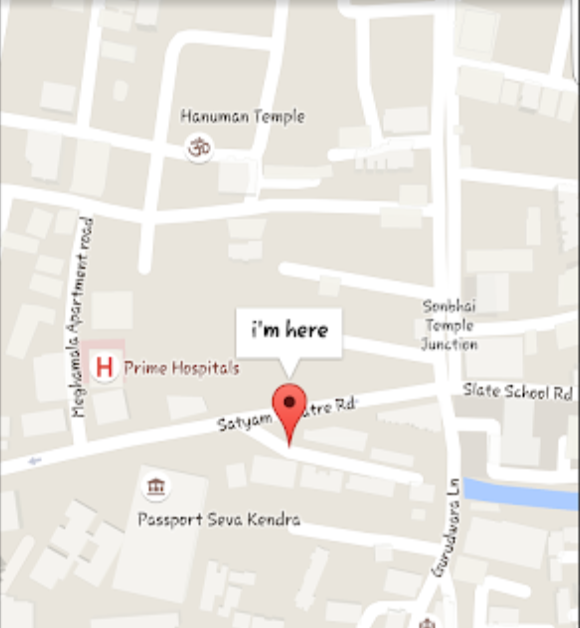 Hanuman Temple
ॐ
Meghamala Apartment road
i'm here
Sonbhai
Temple
Junction
H Prime Hospitals
Slate School Rd
Satyam atre Rd
Passport Seva Kendra
Gurudwara Ln